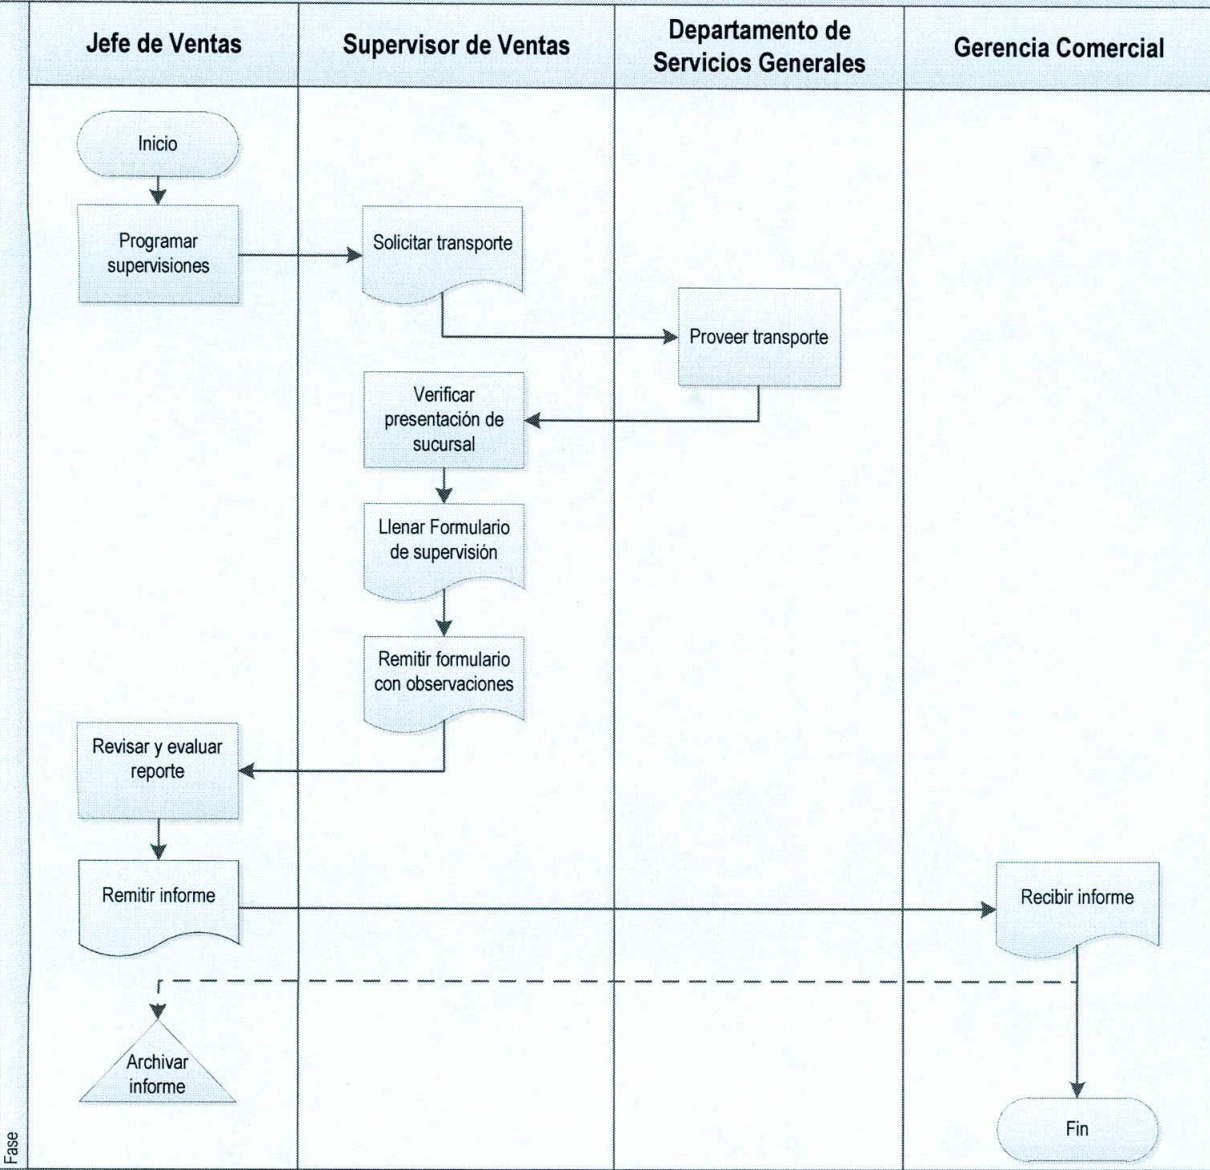 Jefe de Ventas
Supervisor de Ventas
Departamento de
Servicios Generales
Gerencia Comercial
Inicio
Programar
supervisiones
Solicitar transporte
Proveer transporte
Verificar
presentación de
sucursal
Llenar Formulario
de supervisión
Remitir formulario
con observaciones
Revisar y evaluar
reporte
Remitir informe
Recibir informe
Archivar
informe
Fin
Fase